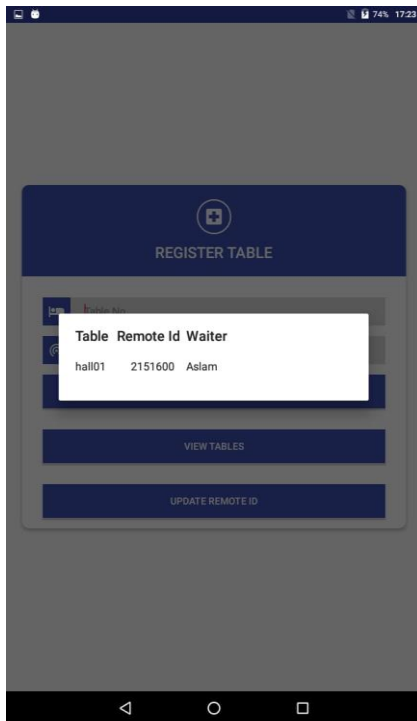 74% 17:23
REGISTER TABLE
Table No
Table Remote Id Waiter
hall01 2151600 Aslam
VIEW TABLES
UPDATE REMOTE ID